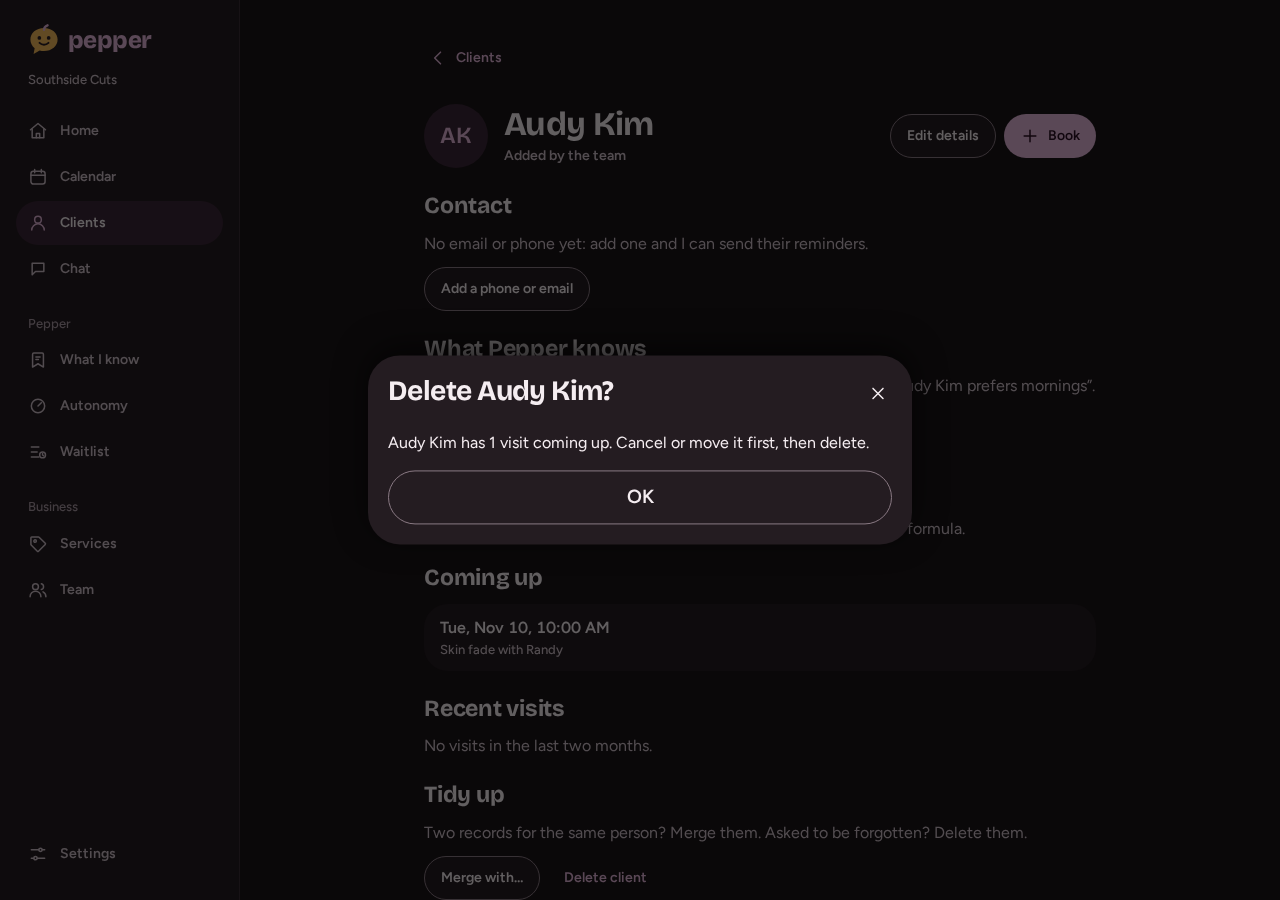 pepper
Southside Cuts
Home
Calendar
Clients
Chat
Pepper
What I know
Autonomy
Waitlist
Business
Services
Team
Settings
Clients
AK
Audy Kim
Added by the team
Edit details
Book
Contact
No email or phone yet: add one and I can send their reminders.
Add a phone or email
What Pepper knows
Kim prefers mornings”.
Delete Audy Kim?
Audy Kim has 1 visit coming up. Cancel or move it first, then delete.
OK
formula.
Coming up
Tue, Nov 10, 10:00 AM
Skin fade with Randy
Recent visits
No visits in the last two months.
Tidy up
Two records for the same person? Merge them. Asked to be forgotten? Delete them.
Merge with…
Delete client